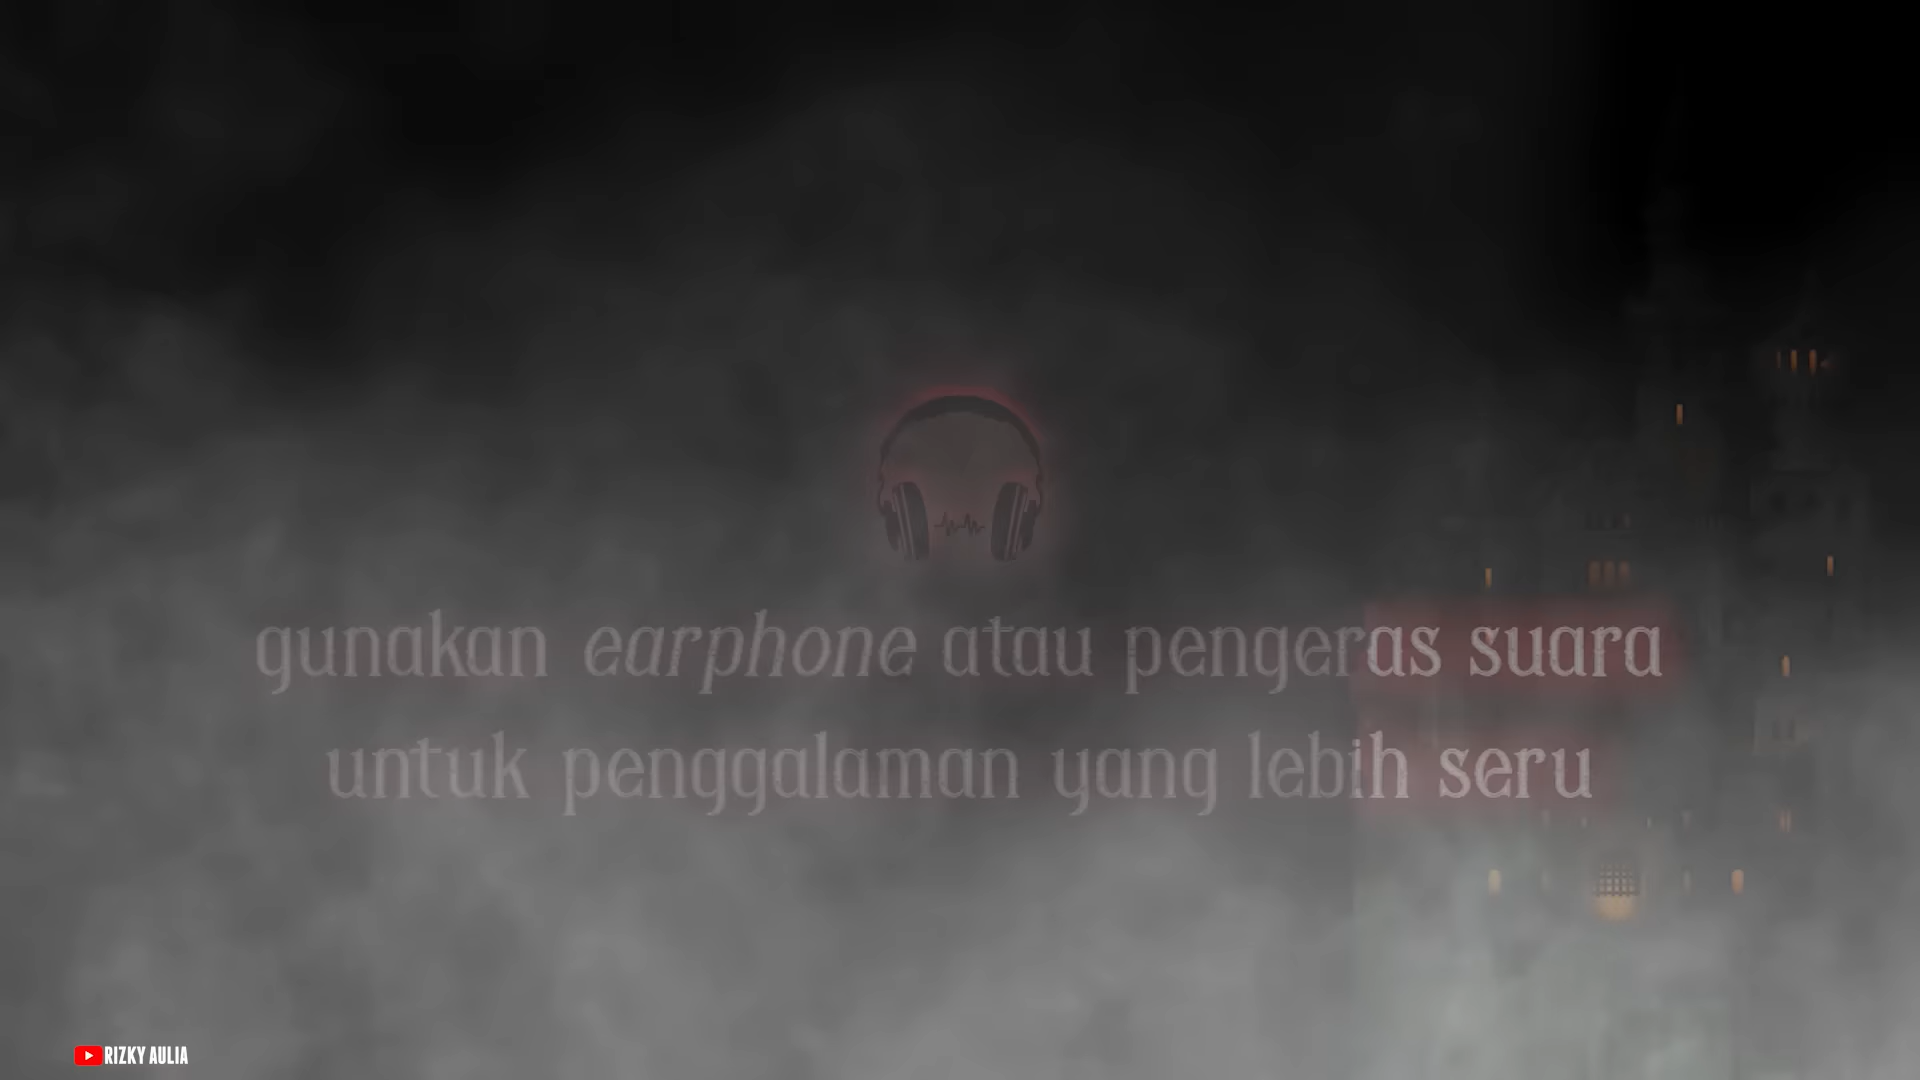 gunakan earphone atau pengeras suara
untuk penggalaman yang lebih seru
RIZKY AULIA